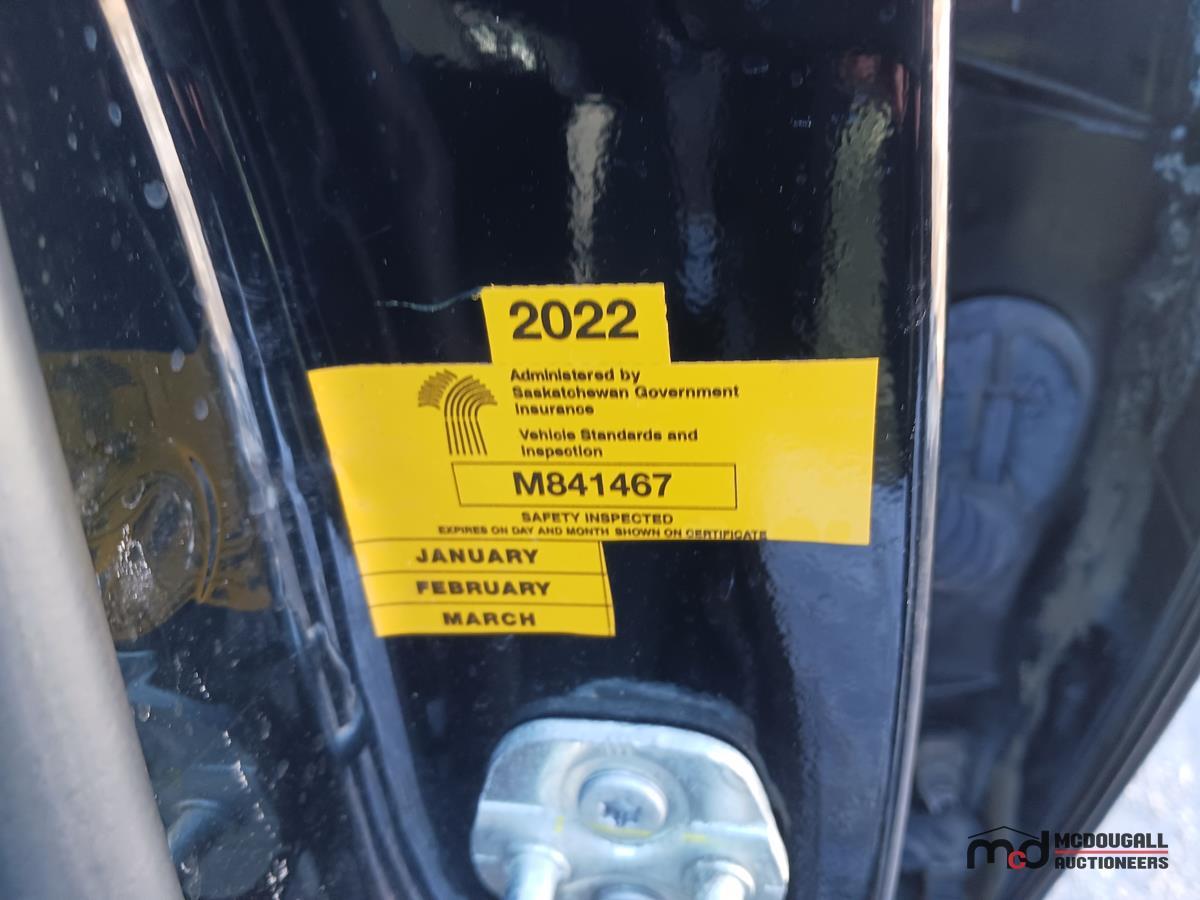 2022
Administered by
Saskatchewan Government
Insurance
Vehicle Standards and
Inspection
M841467
SAFETY INSPECTED
EXPIRES ON DAY AND MONTH SHOWN ON CERTIFICATE
JANUARY
FEBRUARY
MARCH
mcd MCDOUGALL
AUCTIONEERS